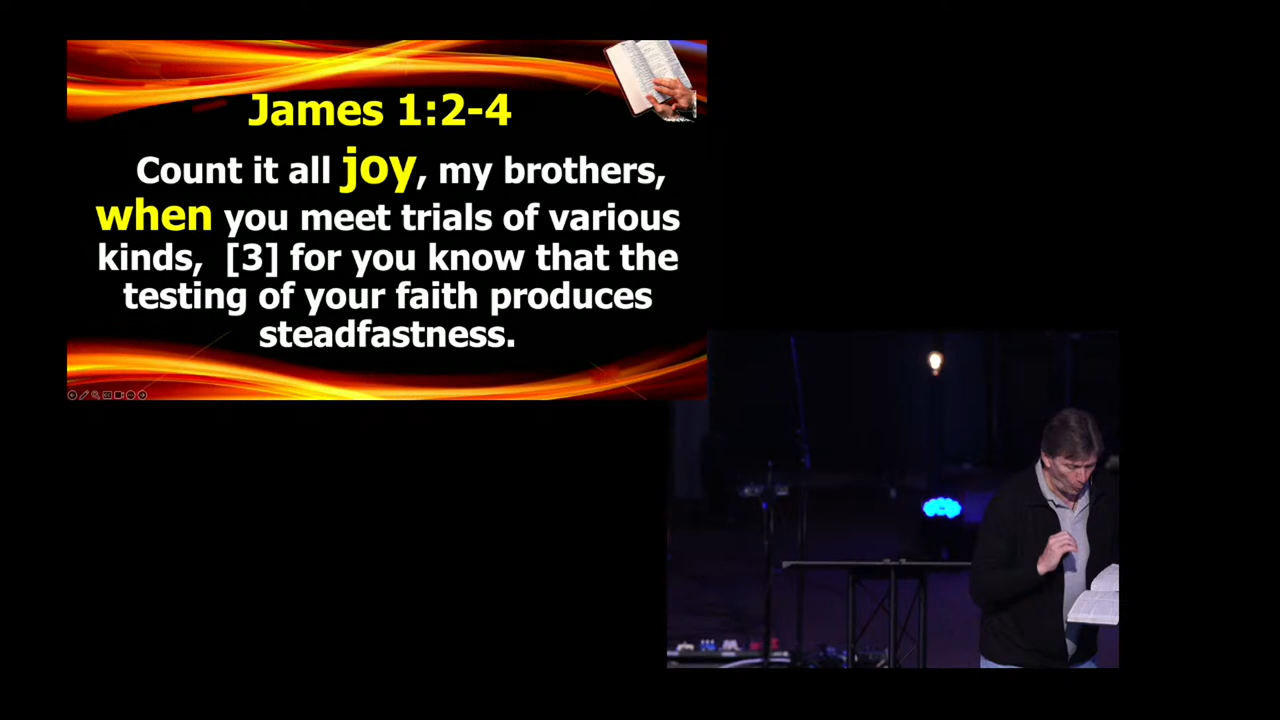 James 1:2-4
Count it all joy, my brothers,
when you meet trials of various
kinds, [3] for you know that the
testing of your faith produces
steadfastness.